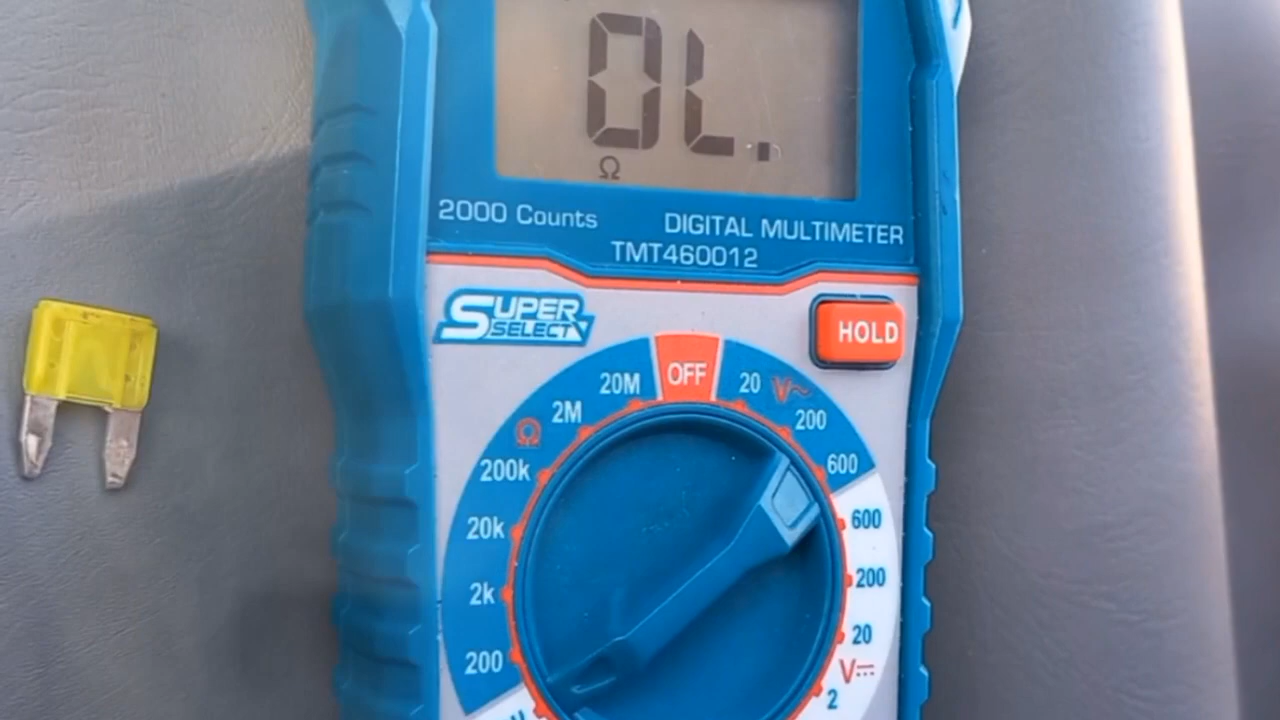 0L.
Ω
2000 Counts DIGITAL MULTIMETER
TMT460012
SUPER
SELECT
HOLD
OFF
20M 20 V~
2M 200
Ω 600
200k 600
20k 200
2k 20
200 V⎓
2